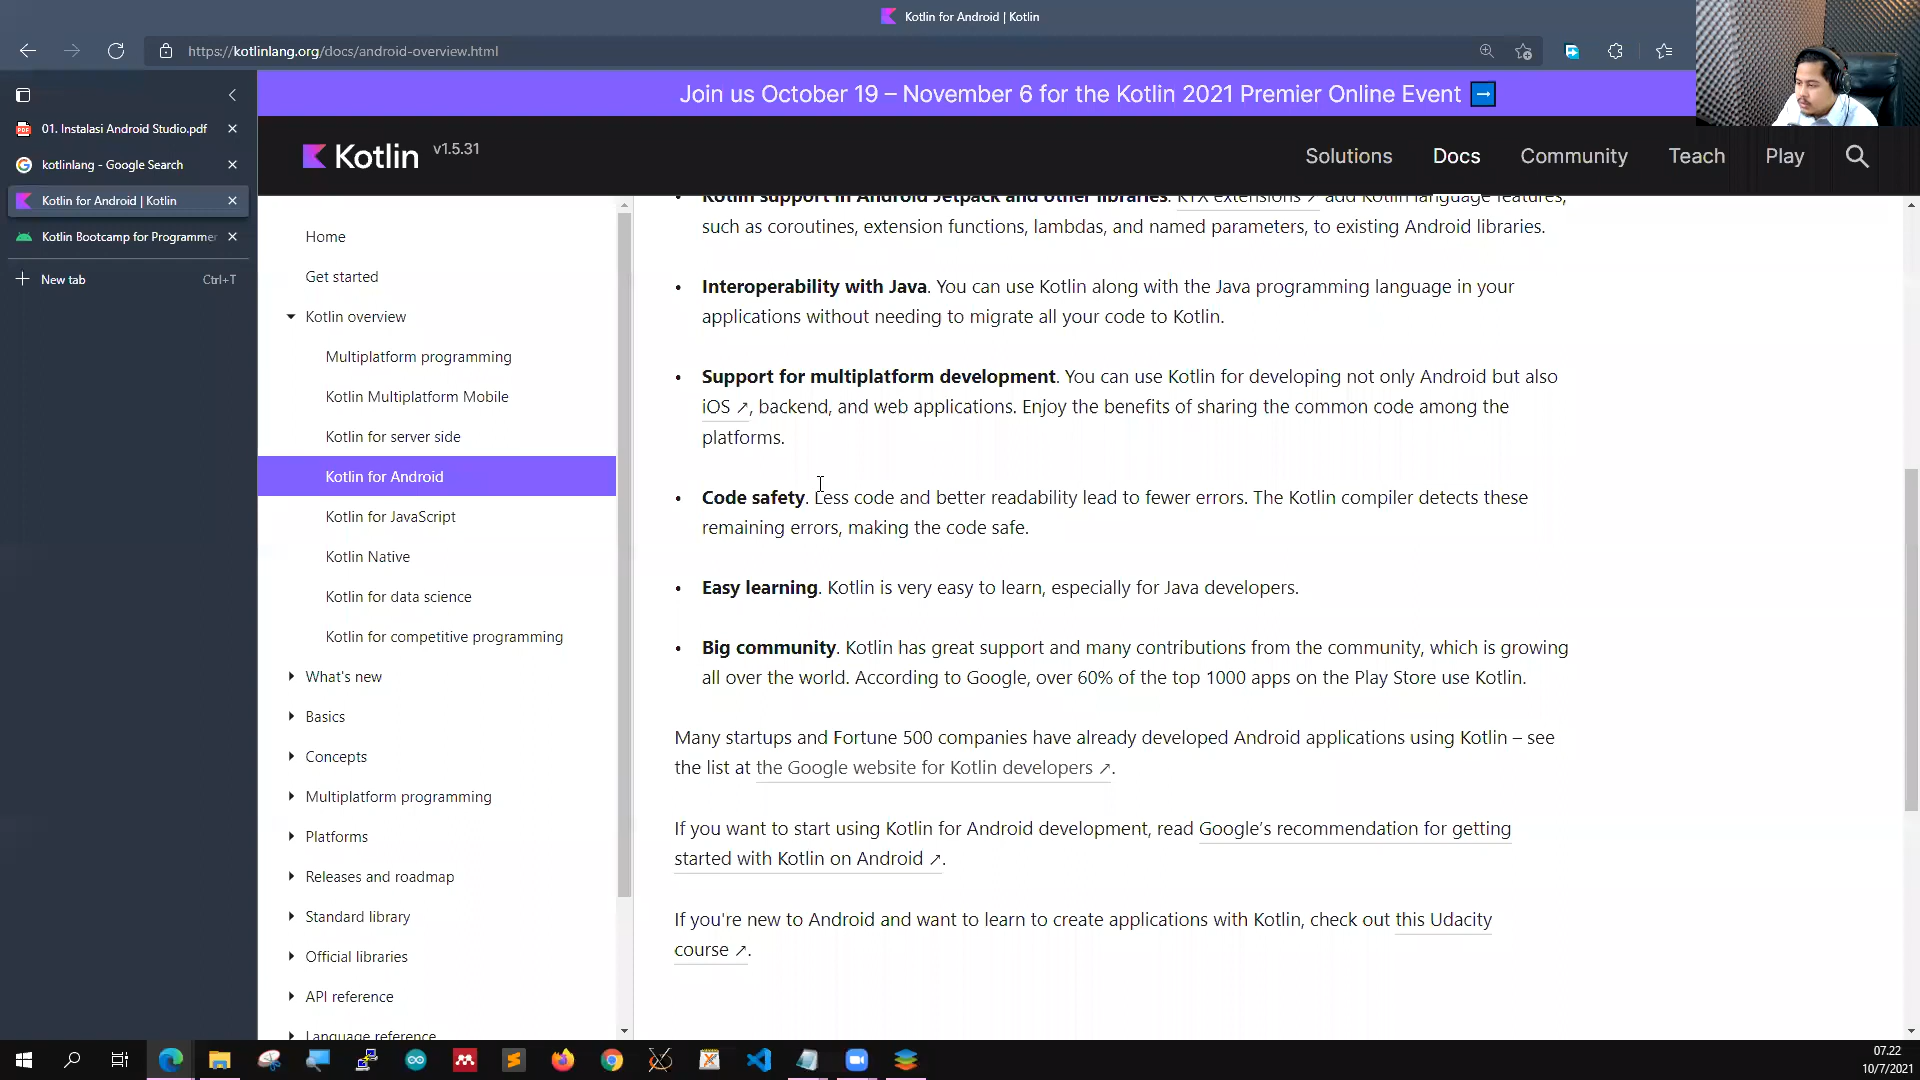 Kotlin for Android | Kotlin
https://kotlinlang.org/docs/android-overview.html
01. Instalasi Android Studio.pdf
kotlinlang - Google Search
Kotlin for Android | Kotlin
Kotlin Bootcamp for Programmer
New tab Ctrl+T
Join us October 19 – November 6 for the Kotlin 2021 Premier Online Event
Kotlin v1.5.31
Solutions Docs Community Teach Play
Home
Get started
Kotlin overview
Multiplatform programming
Kotlin Multiplatform Mobile
Kotlin for server side
Kotlin for Android
Kotlin for JavaScript
Kotlin Native
Kotlin for data science
Kotlin for competitive programming
What's new
Basics
Concepts
Multiplatform programming
Platforms
Releases and roadmap
Standard library
Official libraries
API reference
Language reference
• Kotlin support in Android Jetpack and other libraries. KTX extensions ↗ add Kotlin language features,
such as coroutines, extension functions, lambdas, and named parameters, to existing Android libraries.
• Interoperability with Java. You can use Kotlin along with the Java programming language in your
applications without needing to migrate all your code to Kotlin.
• Support for multiplatform development. You can use Kotlin for developing not only Android but also
iOS ↗, backend, and web applications. Enjoy the benefits of sharing the common code among the
platforms.
• Code safety. Less code and better readability lead to fewer errors. The Kotlin compiler detects these
remaining errors, making the code safe.
• Easy learning. Kotlin is very easy to learn, especially for Java developers.
• Big community. Kotlin has great support and many contributions from the community, which is growing
all over the world. According to Google, over 60% of the top 1000 apps on the Play Store use Kotlin.
Many startups and Fortune 500 companies have already developed Android applications using Kotlin – see
the list at the Google website for Kotlin developers ↗.
If you want to start using Kotlin for Android development, read Google’s recommendation for getting
started with Kotlin on Android ↗.
If you're new to Android and want to learn to create applications with Kotlin, check out this Udacity
course ↗.
07.22
10/7/2021